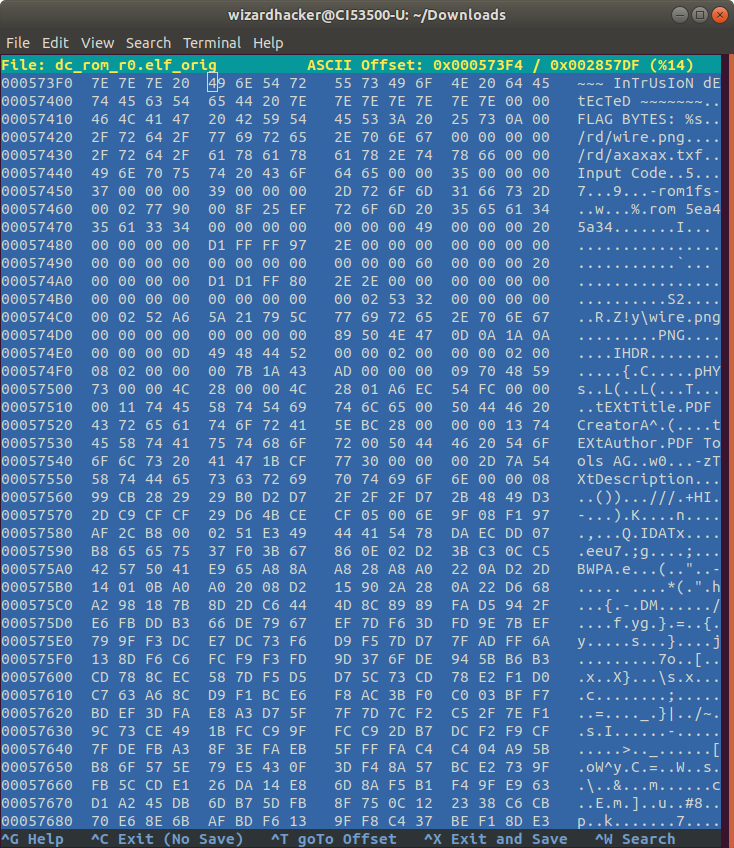 wizardhacker@CI53500-U: ~/Downloads
File Edit View Search Terminal Help
File: dc_rom_r0.elf_orig ASCII Offset: 0x000573F4 / 0x002857DF (%14)
000573F0 7E 7E 7E 20 49 6E 54 72 55 73 49 6F 4E 20 64 45 ~~~ InTrUsIoN dE
00057400 74 45 63 54 65 44 20 7E 7E 7E 7E 7E 7E 7E 00 00 tEcTeD ~~~~~~~..
00057410 46 4C 41 47 20 42 59 54 45 53 3A 20 25 73 0A 00 FLAG BYTES: %s..
00057420 2F 72 64 2F 77 69 72 65 2E 70 6E 67 00 00 00 00 /rd/wire.png....
00057430 2F 72 64 2F 61 78 61 78 61 78 2E 74 78 66 00 00 /rd/axaxax.txf..
00057440 49 6E 70 75 74 20 43 6F 64 65 00 00 35 00 00 00 Input Code..5...
00057450 37 00 00 00 39 00 00 00 2D 72 6F 6D 31 66 73 2D 7...9...-rom1fs-
00057460 00 02 77 90 00 8F 25 EF 72 6F 6D 20 35 65 61 34 ..w...%.rom 5ea4
00057470 35 61 33 34 00 00 00 00 00 00 00 49 00 00 00 20 5a34.......I...
00057480 00 00 00 00 D1 FF FF 97 2E 00 00 00 00 00 00 00 ................
00057490 00 00 00 00 00 00 00 00 00 00 00 60 00 00 00 20 ...........`...
000574A0 00 00 00 00 D1 D1 FF 80 2E 2E 00 00 00 00 00 00 ................
000574B0 00 00 00 00 00 00 00 00 00 02 53 32 00 00 00 00 ..........S2....
000574C0 00 02 52 A6 5A 21 79 5C 77 69 72 65 2E 70 6E 67 ..R.Z!y\wire.png
000574D0 00 00 00 00 00 00 00 00 89 50 4E 47 0D 0A 1A 0A .........PNG....
000574E0 00 00 00 0D 49 48 44 52 00 00 02 00 00 00 02 00 ....IHDR........
000574F0 08 02 00 00 00 7B 1A 43 AD 00 00 00 09 70 48 59 .....{.C.....pHY
00057500 73 00 00 4C 28 00 00 4C 28 01 A6 EC 54 FC 00 00 s..L(..L(...T...
00057510 00 11 74 45 58 74 54 69 74 6C 65 00 50 44 46 20 ..tEXtTitle.PDF
00057520 43 72 65 61 74 6F 72 41 5E BC 28 00 00 00 13 74 CreatorA^.(....t
00057530 45 58 74 41 75 74 68 6F 72 00 50 44 46 20 54 6F EXtAuthor.PDF To
00057540 6F 6C 73 20 41 47 1B CF 77 30 00 00 00 2D 7A 54 ols AG..w0...-zT
00057550 58 74 44 65 73 63 72 69 70 74 69 6F 6E 00 00 08 XtDescription...
00057560 99 CB 28 29 29 B0 D2 D7 2F 2F 2F D7 2B 48 49 D3 ..())...///.+HI.
00057570 2D C9 CF CF 29 D6 4B CE CF 05 00 6E 9F 08 F1 97 -...).K....n....
00057580 AF 2C B8 00 02 51 E3 49 44 41 54 78 DA EC DD 07 .,...Q.IDATx....
00057590 B8 65 65 75 37 F0 3B 67 86 0E 02 D2 3B C3 0C C5 .eeu7.;g....;...
000575A0 42 57 50 41 E9 65 A8 8A A8 28 A8 A0 22 0A D2 2D BWPA.e...(.."..-
000575B0 14 01 0B A0 A0 20 08 D2 15 90 2A 28 0A 22 D6 68 ..... ....*(.".h
000575C0 A2 98 18 7B 8D 2D C6 44 4D 8C 89 89 FA D5 94 2F ...{.-.DM....../
000575D0 E6 FB DD B3 66 DE 79 67 EF 7D F6 3D FD 9E 7B EF ....f.yg.}.=..{.
000575E0 79 9F F3 DC E7 DC 73 F6 D9 F5 7D D7 7F AD FF 6A y.....s...}....j
000575F0 13 8D F6 C6 FC F9 F3 FD 9D 37 6F DE 94 5B B6 B3 .........7o..[..
00057600 CD 78 8C EC 58 7D F5 D5 D7 5C 73 CD 78 E2 F1 D0 .x..X}...\s.x...
00057610 C7 63 A6 8C D9 F1 BC E6 F8 AC 3B F0 C0 03 BF F7 .c........;.....
00057620 BD EF 3D FA E8 A3 D7 5F 7F 7D 7C F2 C5 2F 7E F1 ..=...._.}|../~.
00057630 9C 73 CE 49 1B FC C9 9F FC C9 2D B7 DC F2 F9 CF .s.I......-.....
00057640 7F DE FB A3 8F 3E FA EB 5F FF FA C4 C4 04 A9 5B .....>.._......[
00057650 B8 6F 57 5E 79 E5 43 0F 3D F4 8A 57 BC E2 73 9F .oW^y.C.=..W..s.
00057660 FB 5C CD E1 26 DA 14 E8 6D 8A F5 B1 F4 49 9F E9 63 .\..&...m......c
00057670 D1 A2 45 DB 6D B7 5D FB 8F 75 0C 12 23 38 C6 CB ..E.m.]..u..#8..
00057680 70 E6 8E 6B AF BD F6 13 9F F8 C4 37 BE F1 8D E3 p..k.......7....
^G Help ^C Exit (No Save) ^T goTo Offset ^X Exit and Save ^W Search